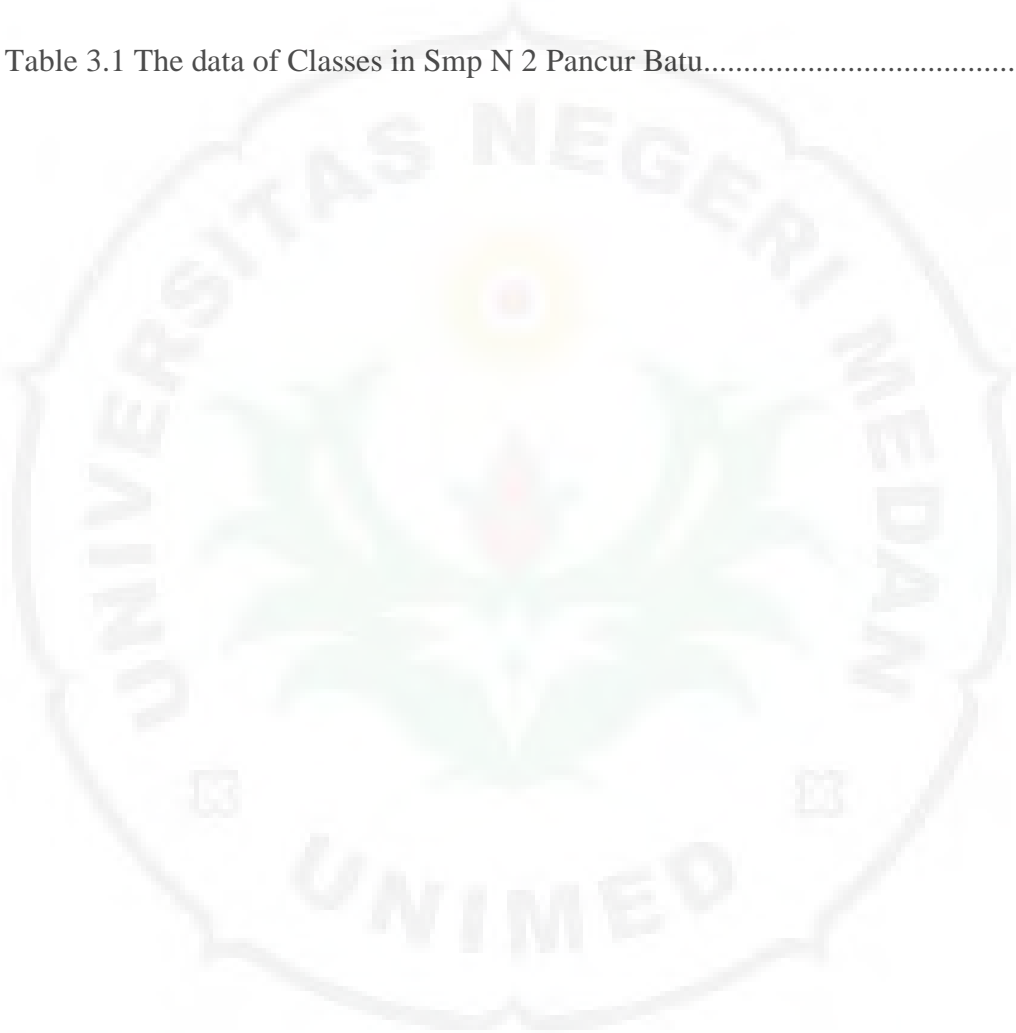 Table 3.1 The data of Classes in Smp N 2 Pancur Batu.......................................
UNIVERSITAS NEGERI MEDAN
UNIMED